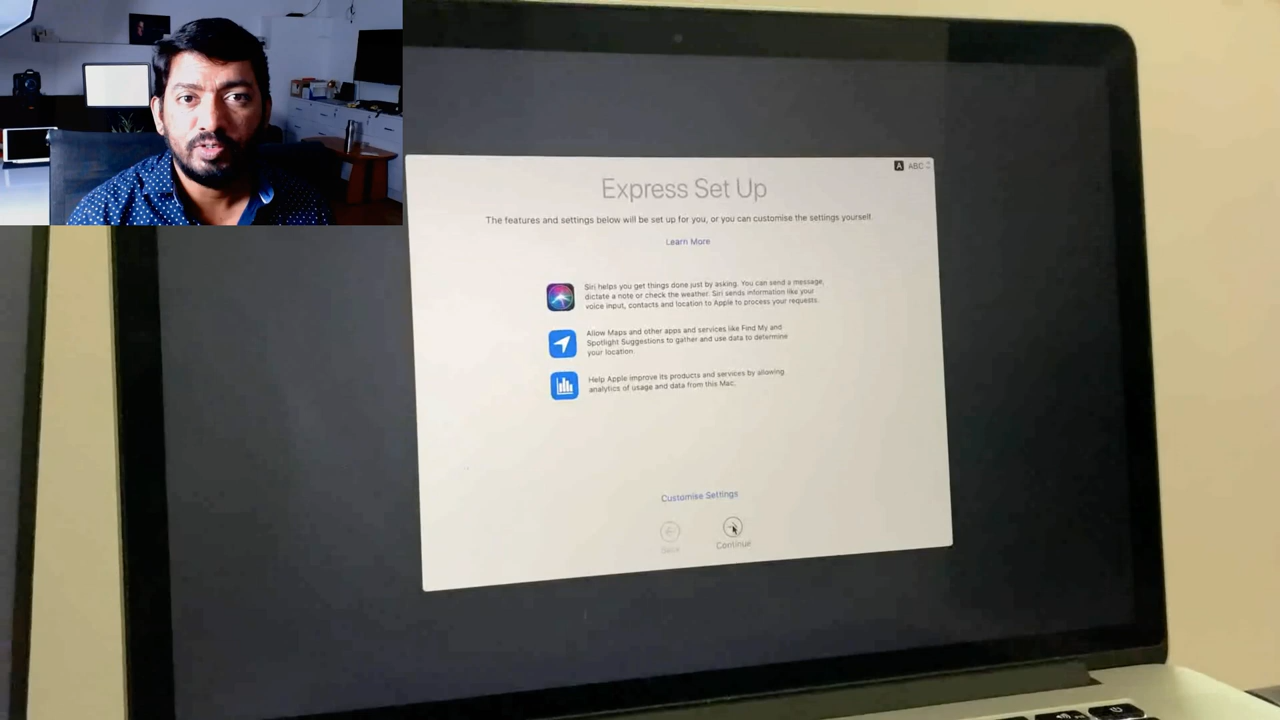 ABC
Express Set Up
The features and settings below will be set up for you, or you can customise the settings yourself.
Learn More
Siri helps you get things done just by asking. You can send a message,
dictate a note or check the weather. Siri sends information like your
voice input, contacts and location to Apple to process your requests.
Allow Maps and other apps and services like Find My and
Spotlight Suggestions to gather and use data to determine
your location.
Help Apple improve its products and services by allowing
analytics of usage and data from this Mac.
Customise Settings
Back
Continue